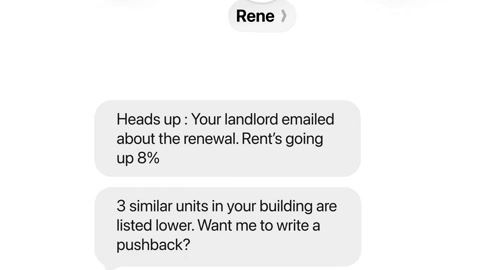 Rene
Heads up : Your landlord emailed
about the renewal. Rent’s going
up 8%
3 similar units in your building are
listed lower. Want me to write a
pushback?